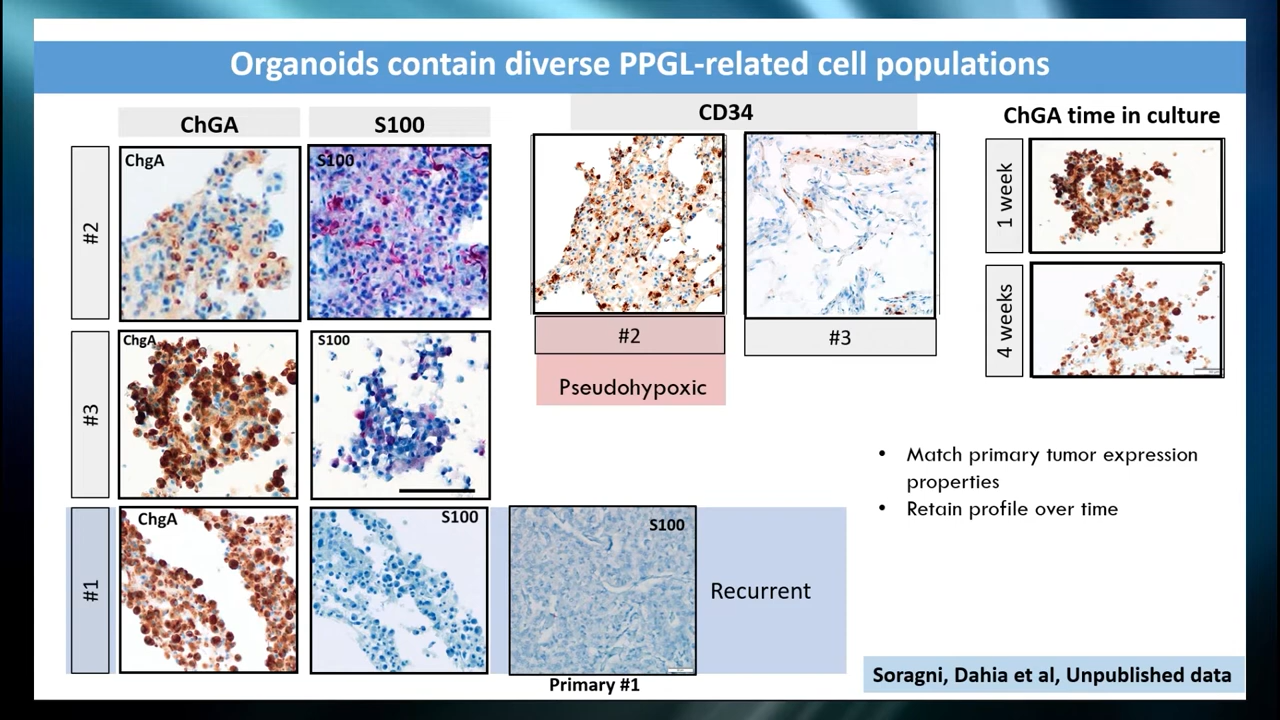 Organoids contain diverse PPGL-related cell populations
ChGA
S100
CD34
ChGA time in culture
#2
ChgA
S100
#2
Pseudohypoxic
#3
1 week
4 weeks
#3
ChgA
S100
• Match primary tumor expression
properties
• Retain profile over time
#1
ChgA
S100
S100
Recurrent
Primary #1
Soragni, Dahia et al, Unpublished data